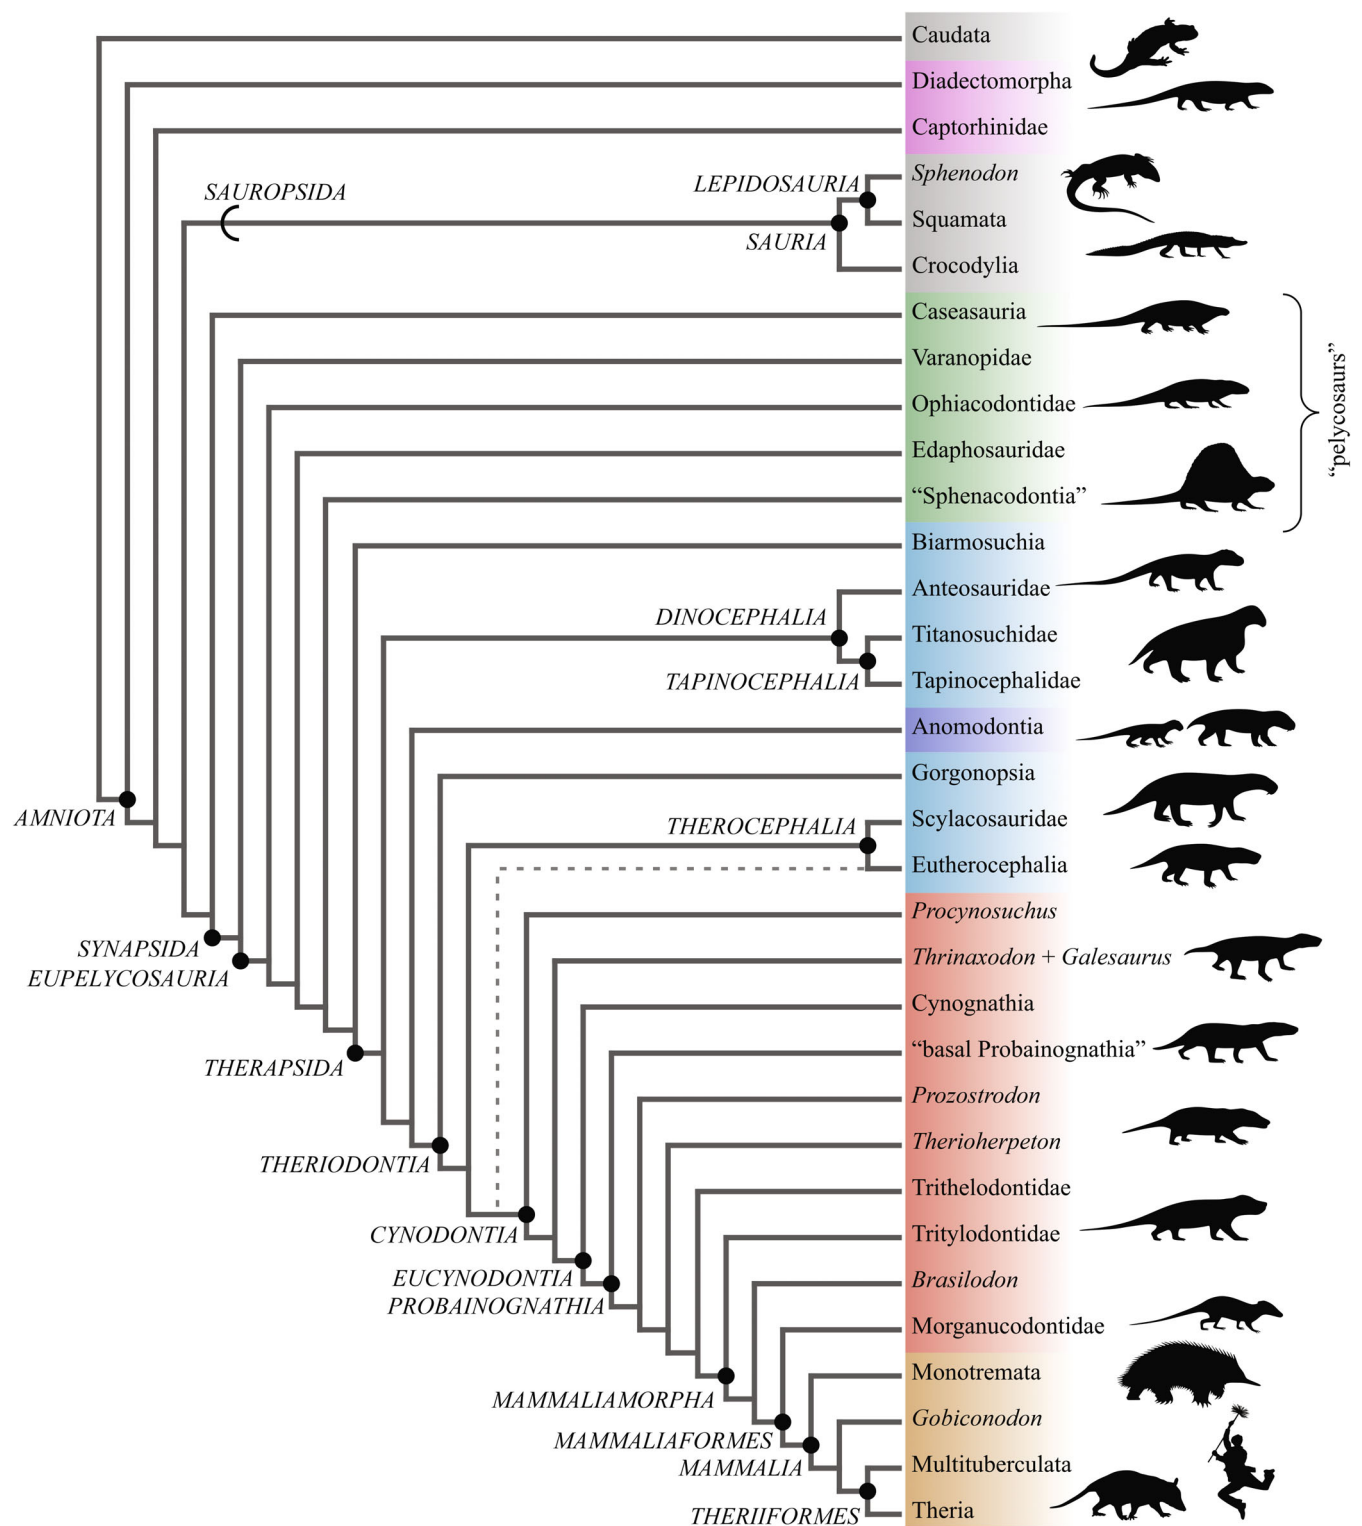 Caudata
Diadectomorpha
Captorhinidae
Sphenodon
SAUROPSIDA
LEPIDOSAURIA
Squamata
SAURIA
Crocodylia
Caseasauria
Varanopidae
Ophiacodontidae
“pelycosaurs”
Edaphosauridae
“Sphenacodontia”
Biarmosuchia
Anteosauridae
DINOCEPHALIA
Titanosuchidae
TAPINOCEPHALIA
Tapinocephalidae
Anomodontia
Gorgonopsia
AMNIOTA
THEROCEPHALIA
Scylacosauridae
Eutherocephalia
Procynosuchus
SYNAPSIDA
Thrinaxodon + Galesaurus
EUPELYCOSAURIA
Cynognathia
“basal Probainognathia”
THERAPSIDA
Prozostrodon
Therioherpeton
THERIODONTIA
Trithelodontidae
CYNODONTIA
Tritylodontidae
EUCYNODONTIA
Brasilodon
PROBAINOGNATHIA
Morganucodontidae
Monotremata
MAMMALIAMORPHA
Gobiconodon
MAMMALIAFORMES
MAMMALIA
Multituberculata
THERIIFORMES
Theria